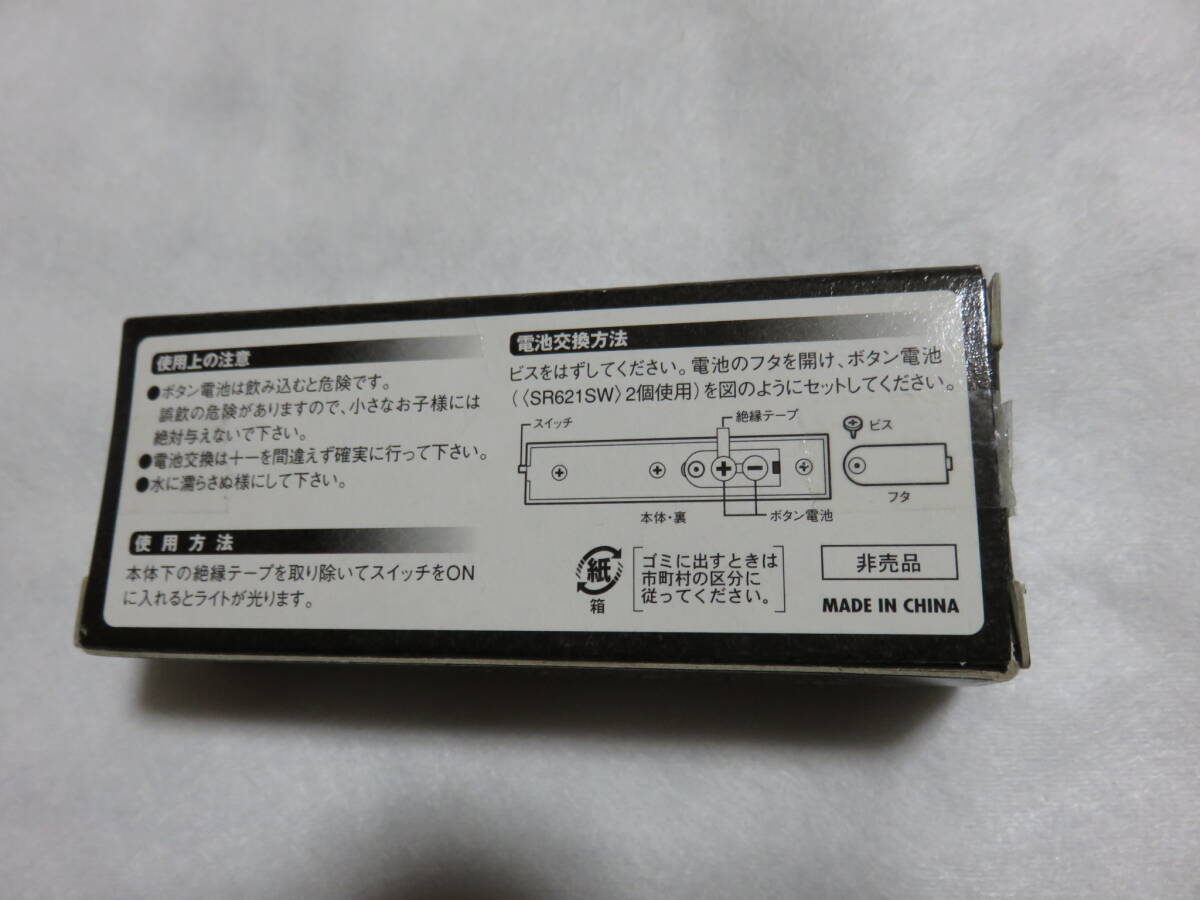 使用上の注意
●ボタン電池は飲み込むと危険です。
誤飲の危険がありますので、小さなお子様には
絶対与えないで下さい。
●電池交換は＋－を間違えず確実に行って下さい。
●水に濡らさぬ様にして下さい。
使用方法
本体下の絶縁テープを取り除いてスイッチをON
に入れるとライトが光ります。
電池交換方法
ビスをはずしてください。電池のフタを開け、ボタン電池
(〈SR621SW〉2個使用)を図のようにセットしてください。
スイッチ
絶縁テープ
ビス
＋
－
フタ
本体・裏
ボタン電池
紙
箱
ゴミに出すときは
市町村の区分に
従ってください。
非売品
MADE IN CHINA